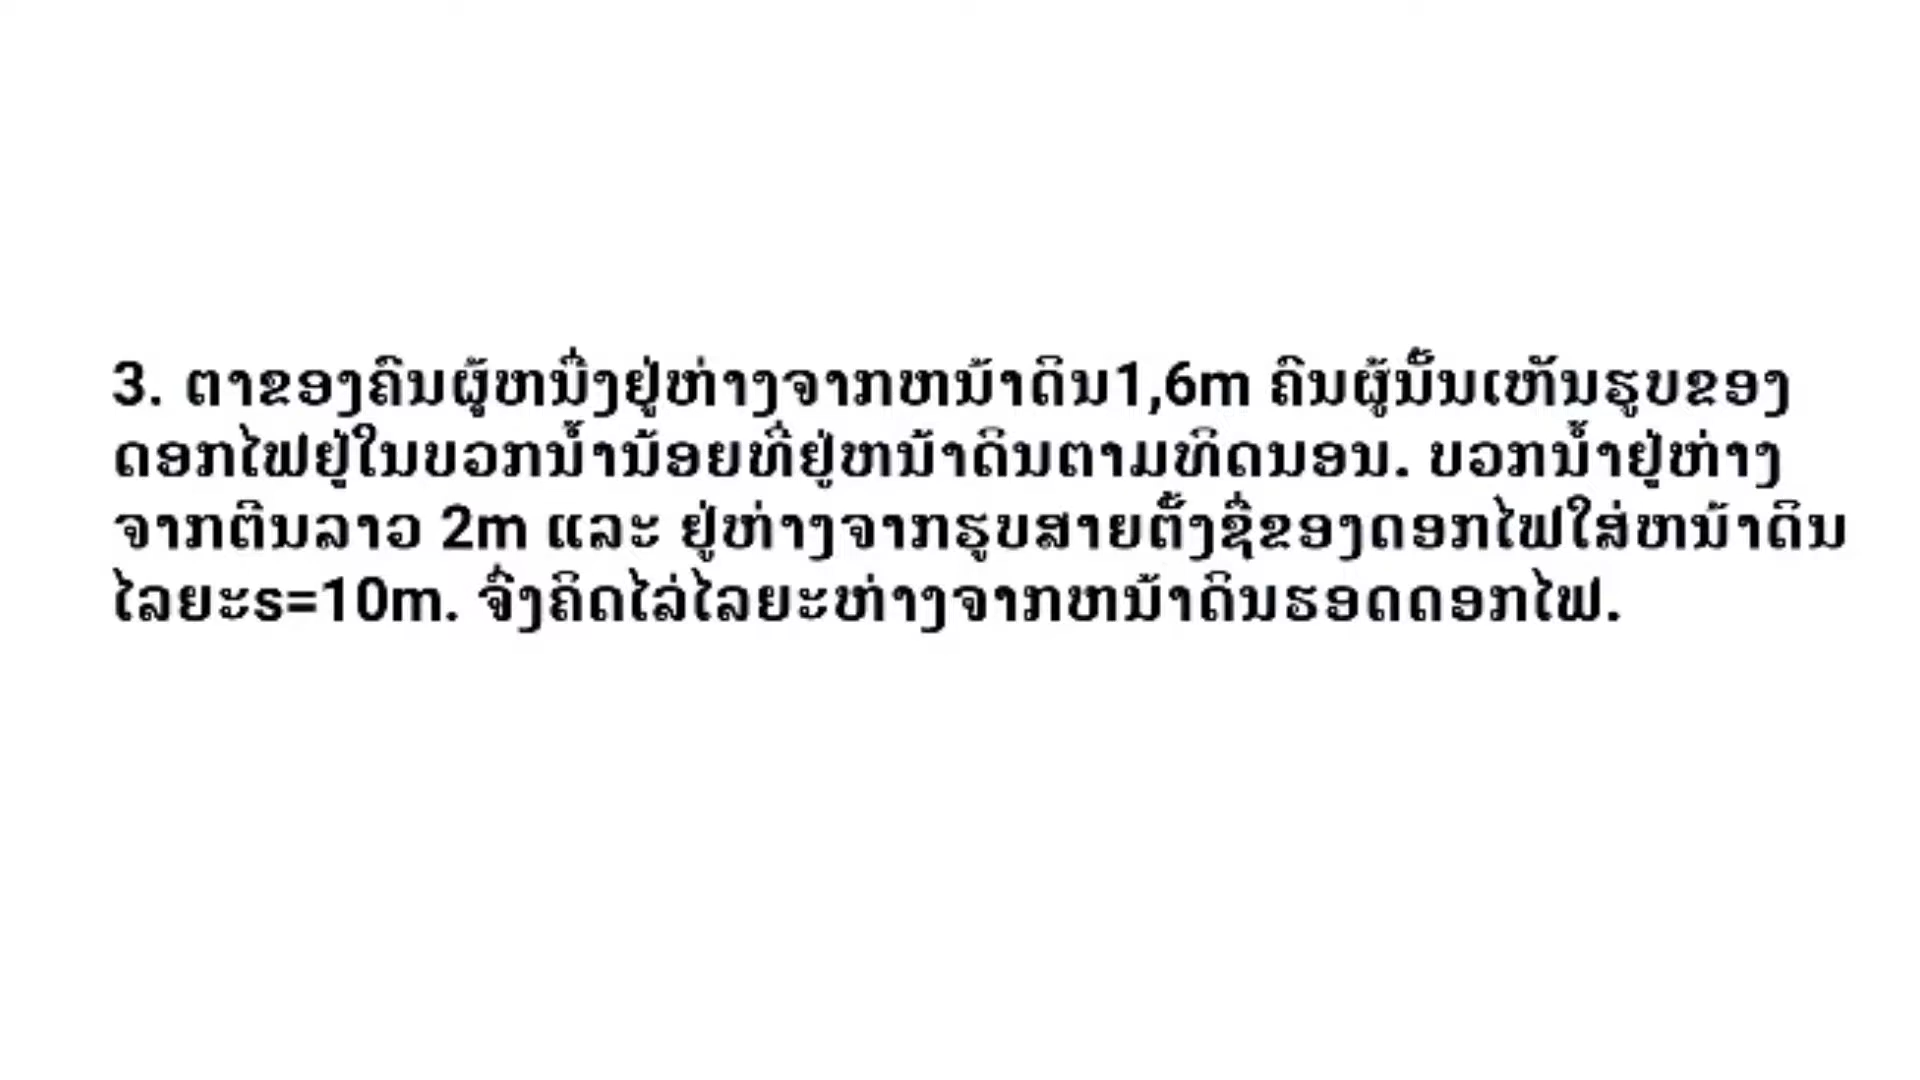 3. ຕາຂອງຄົນຜູ້ຫນຶ່ງຢູ່ຫ່າງຈາກຫນ້າດິນ1,6m ຄົນຜູ້ນັ້ນເຫັນຮູບຂອງ
ດອກໄຟຢູ່ໃນບວກນ້ຳນ້ອຍທີ່ຢູ່ຫນ້າດິນຕາມທິດນອນ. ບວກນ້ຳຢູ່ຫ່າງ
ຈາກຕີນລາວ 2m ແລະ ຢູ່ຫ່າງຈາກຮູບສາຍຕັ້ງຊື່ຂອງດອກໄຟໃສ່ຫນ້າດິນ
ໄລຍະs=10m. ຈົ່ງຄິດໄລ່ໄລຍະຫ່າງຈາກຫນ້າດິນຮອດດອກໄຟ.